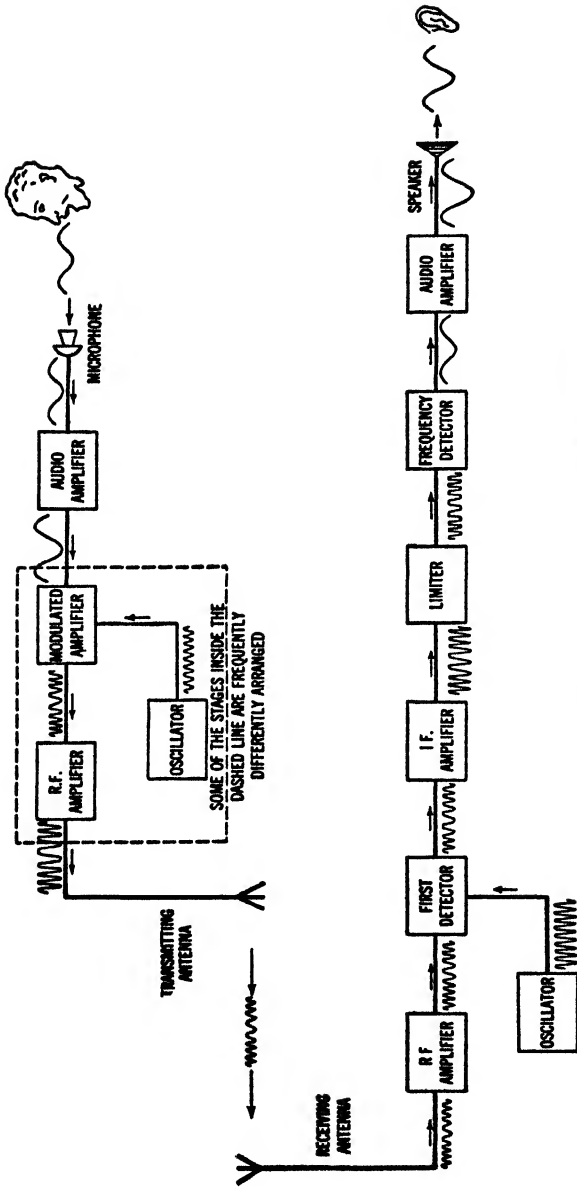 MICROPHONE
AUDIO
AMPLIFIER
MODULATED
AMPLIFIER
R.F.
AMPLIFIER
OSCILLATOR
SOME OF THE STAGES INSIDE THE
DASHED LINE ARE FREQUENTLY
DIFFERENTLY ARRANGED
TRANSMITTING
ANTENNA
RECEIVING
ANTENNA
R F
AMPLIFIER
FIRST
DETECTOR
OSCILLATOR
I F.
AMPLIFIER
LIMITER
FREQUENCY
DETECTOR
AUDIO
AMPLIFIER
SPEAKER